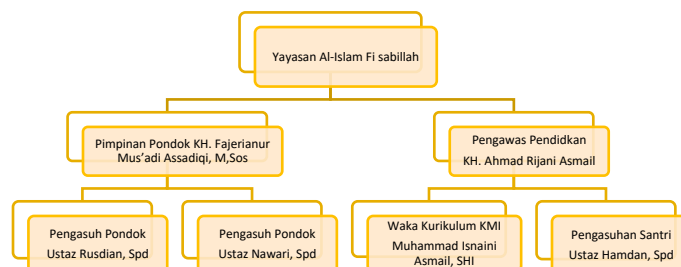 Yayasan Al-Islam Fi sabillah
Pimpinan Pondok KH. Fajerianur
Mus'adi Assadiqi, M,Sos
Pengawas Pendidkan
KH. Ahmad Rijani Asmail
Pengasuh Pondok
Ustaz Rusdian, Spd
Pengasuh Pondok
Ustaz Nawari, Spd
Waka Kurikulum KMI
Muhammad Isnaini
Asmail, SHI
Pengasuhan Santri
Ustaz Hamdan, Spd